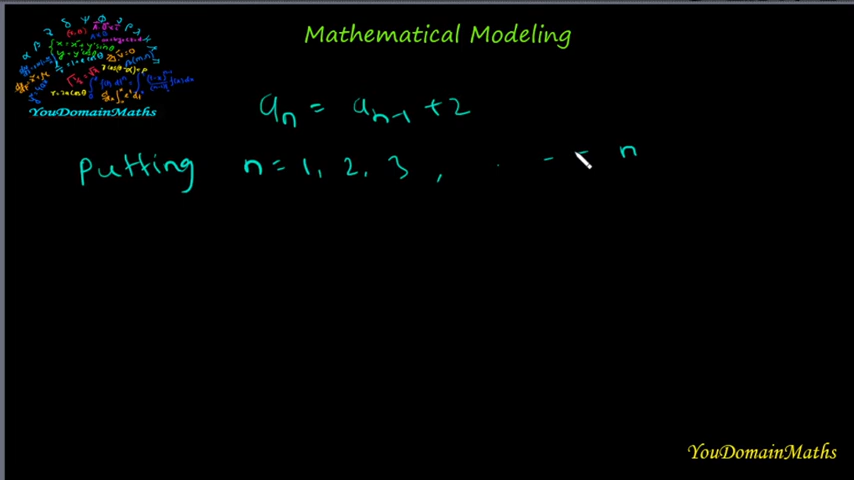 Mathematical Modeling
YouDomainMaths
aₙ = aₙ₋₁ + 2
Putting n = 1, 2, 3, . - - n
YouDomainMaths